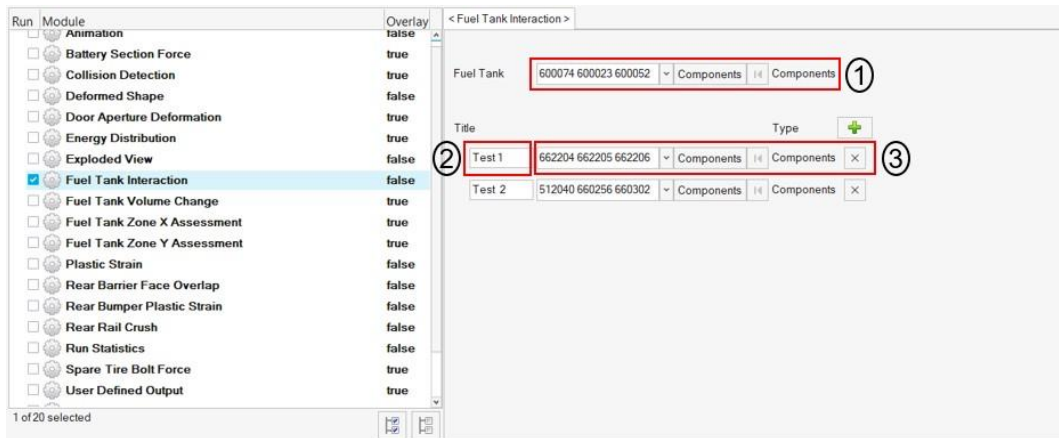 Run Module Overlay
Animation false
Battery Section Force true
Collision Detection true
Deformed Shape false
Door Aperture Deformation true
Energy Distribution true
Exploded View false
Fuel Tank Interaction false
Fuel Tank Volume Change true
Fuel Tank Zone X Assessment true
Fuel Tank Zone Y Assessment true
Plastic Strain false
Rear Barrier Face Overlap false
Rear Bumper Plastic Strain false
Rear Rail Crush false
Run Statistics false
Spare Tire Bolt Force true
User Defined Output true
1 of 20 selected
< Fuel Tank Interaction >
Fuel Tank 600074 600023 600052 Components Components 1
Title Type
2 Test 1 662204 662205 662206 Components Components 3
Test 2 512040 660256 660302 Components Components